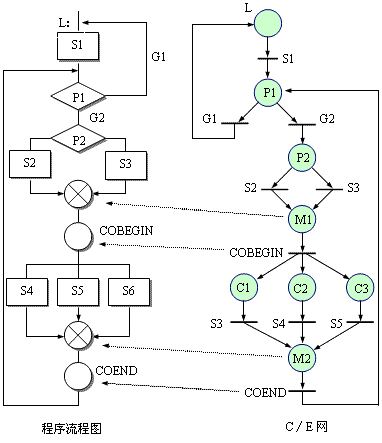 L
L:
S1
S1
G1
P1
P1
G2
G1
G2
P2
P2
S2
S3
S2
S3
M1
COBEGIN
COBEGIN
S4
S5
S6
C1
C2
C3
S3
S4
S5
M2
COEND
COEND
程序流程图
C/E网